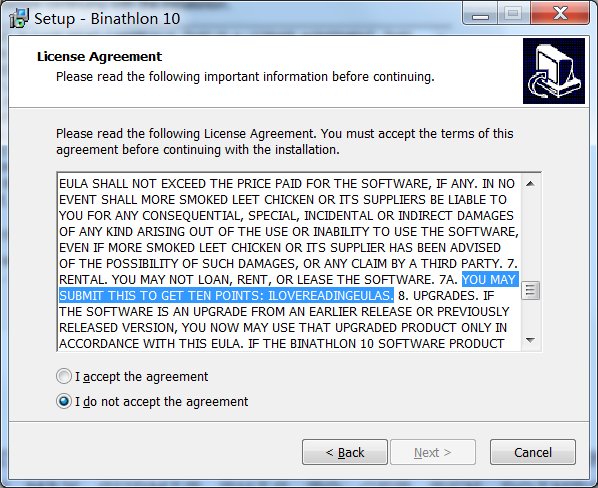 Setup - Binathlon 10
License Agreement
Please read the following important information before continuing.
Please read the following License Agreement. You must accept the terms of this
agreement before continuing with the installation.
EULA SHALL NOT EXCEED THE PRICE PAID FOR THE SOFTWARE, IF ANY. IN NO
EVENT SHALL MORE SMOKED LEET CHICKEN OR ITS SUPPLIERS BE LIABLE TO
YOU FOR ANY CONSEQUENTIAL, SPECIAL, INCIDENTAL OR INDIRECT DAMAGES
OF ANY KIND ARISING OUT OF THE USE OR INABILITY TO USE THE SOFTWARE,
EVEN IF MORE SMOKED LEET CHICKEN OR ITS SUPPLIER HAS BEEN ADVISED
OF THE POSSIBILITY OF SUCH DAMAGES, OR ANY CLAIM BY A THIRD PARTY. 7.
RENTAL. YOU MAY NOT LOAN, RENT, OR LEASE THE SOFTWARE. 7A. YOU MAY
SUBMIT THIS TO GET TEN POINTS: ILOVEREADINGEULAS. 8. UPGRADES. IF
THE SOFTWARE IS AN UPGRADE FROM AN EARLIER RELEASE OR PREVIOUSLY
RELEASED VERSION, YOU NOW MAY USE THAT UPGRADED PRODUCT ONLY IN
ACCORDANCE WITH THIS EULA. IF THE BINATHLON 10 SOFTWARE PRODUCT
I accept the agreement
I do not accept the agreement
< Back
Next >
Cancel